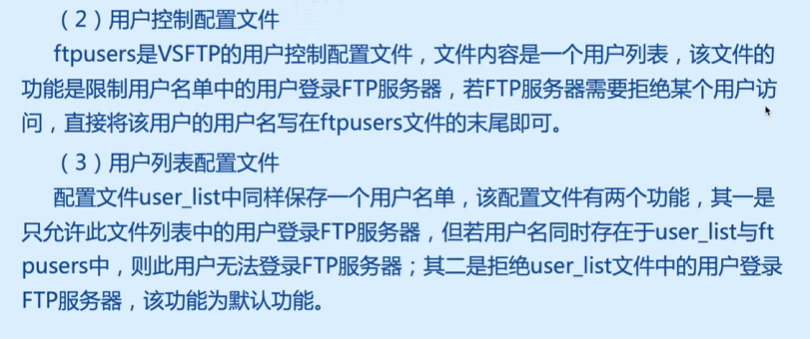 （2）用户控制配置文件
ftpusers是VSFTP的用户控制配置文件，文件内容是一个用户列表，该文件的
功能是限制用户名单中的用户登录FTP服务器，若FTP服务器需要拒绝某个用户访
问，直接将该用户的用户名写在ftpusers文件的末尾即可。
（3）用户列表配置文件
配置文件user_list中同样保存一个用户名单，该配置文件有两个功能，其一是
只允许此文件列表中的用户登录FTP服务器，但若用户名同时存在于user_list与ft
pusers中，则此用户无法登录FTP服务器；其二是拒绝user_list文件中的用户登录
FTP服务器，该功能为默认功能。